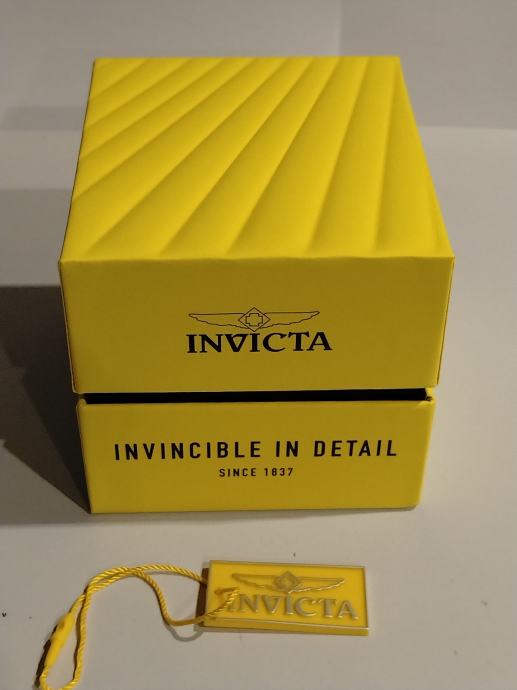 INVICTA
INVINCIBLE IN DETAIL
SINCE 1837
INVICTA